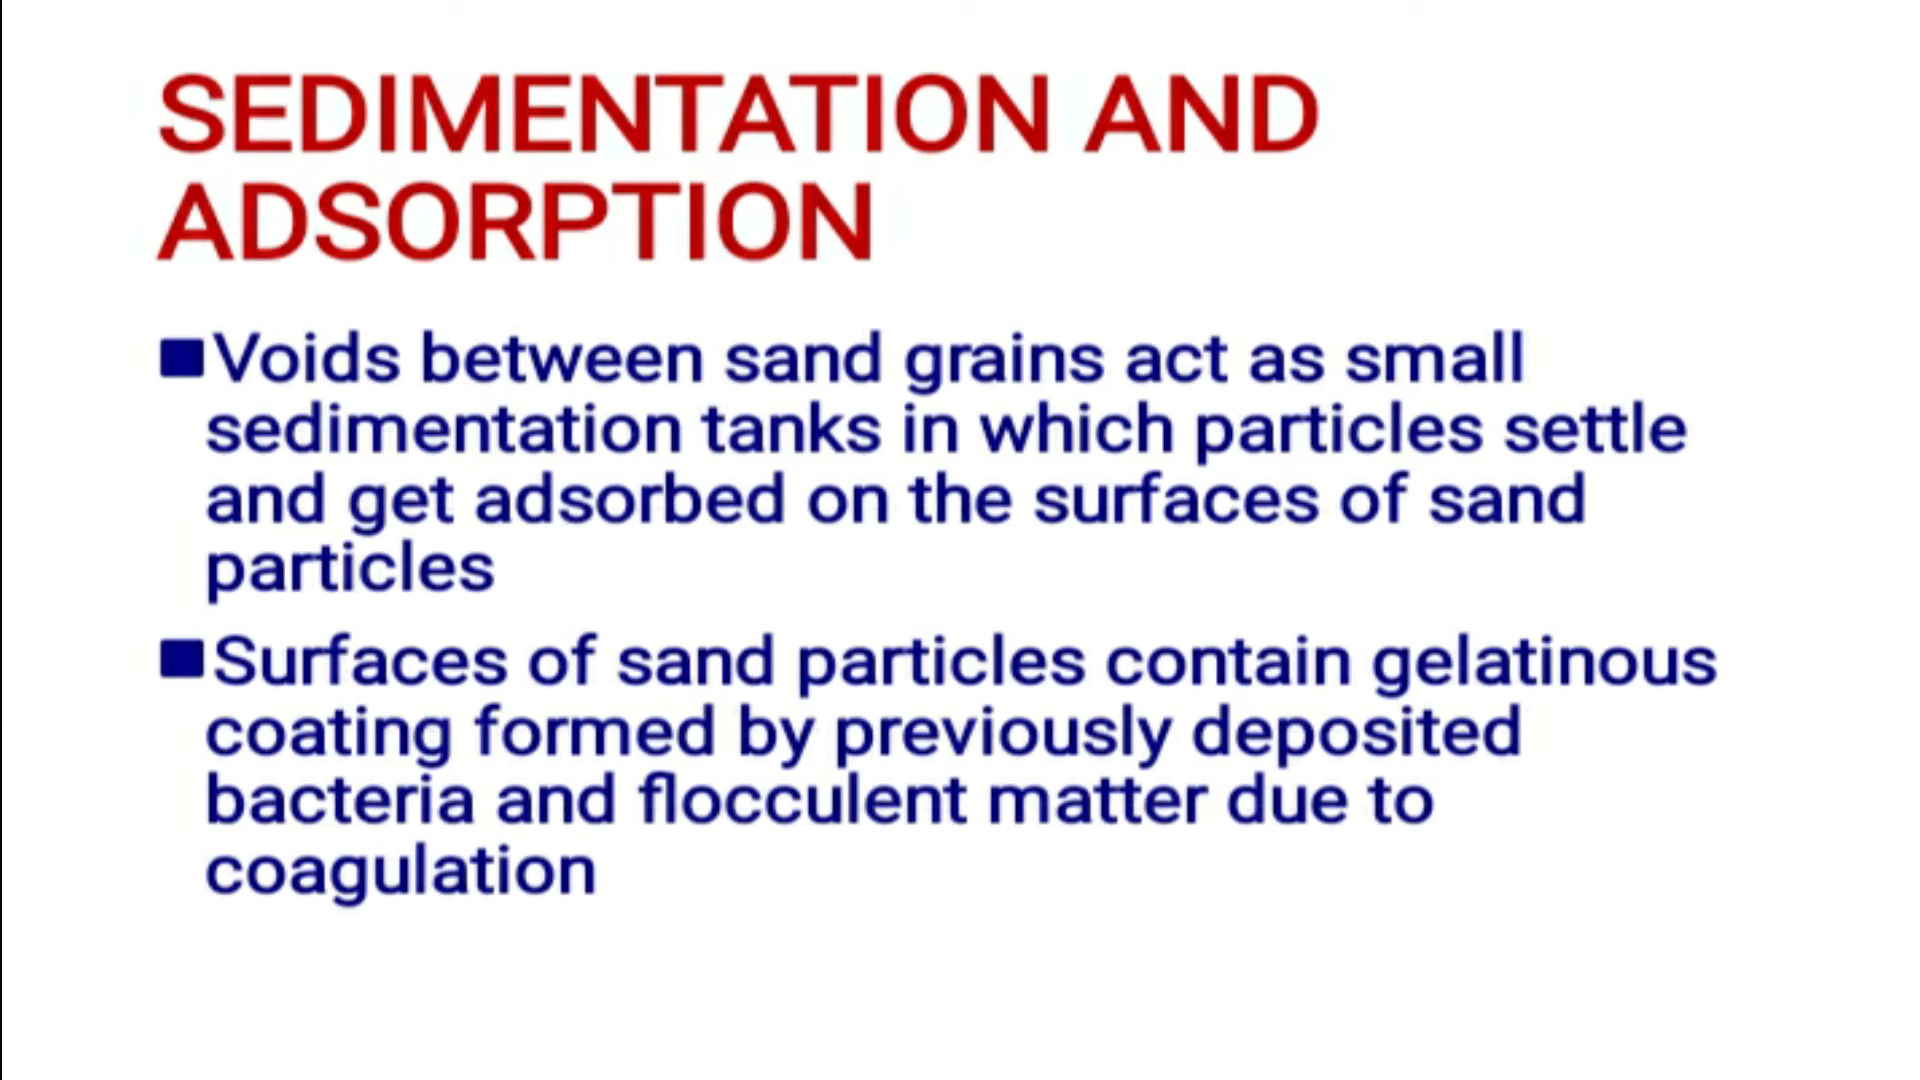 SEDIMENTATION AND
ADSORPTION
Voids between sand grains act as small
sedimentation tanks in which particles settle
and get adsorbed on the surfaces of sand
particles
Surfaces of sand particles contain gelatinous
coating formed by previously deposited
bacteria and flocculent matter due to
coagulation